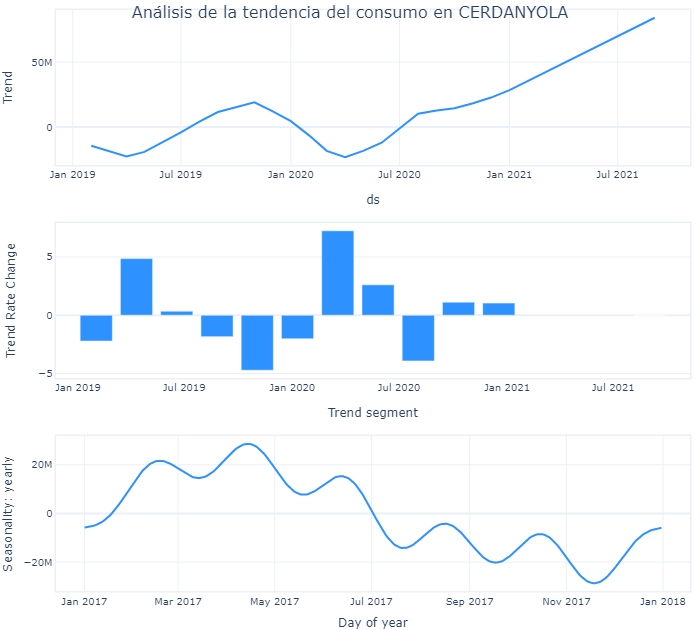 Análisis de la tendencia del consumo en CERDANYOLA
50M
0
Trend
Jan 2019 Jul 2019 Jan 2020 Jul 2020 Jan 2021 Jul 2021
ds
5
0
−5
Trend Rate Change
Jan 2019 Jul 2019 Jan 2020 Jul 2020 Jan 2021 Jul 2021
Trend segment
20M
0
−20M
Seasonality: yearly
Jan 2017 Mar 2017 May 2017 Jul 2017 Sep 2017 Nov 2017 Jan 2018
Day of year